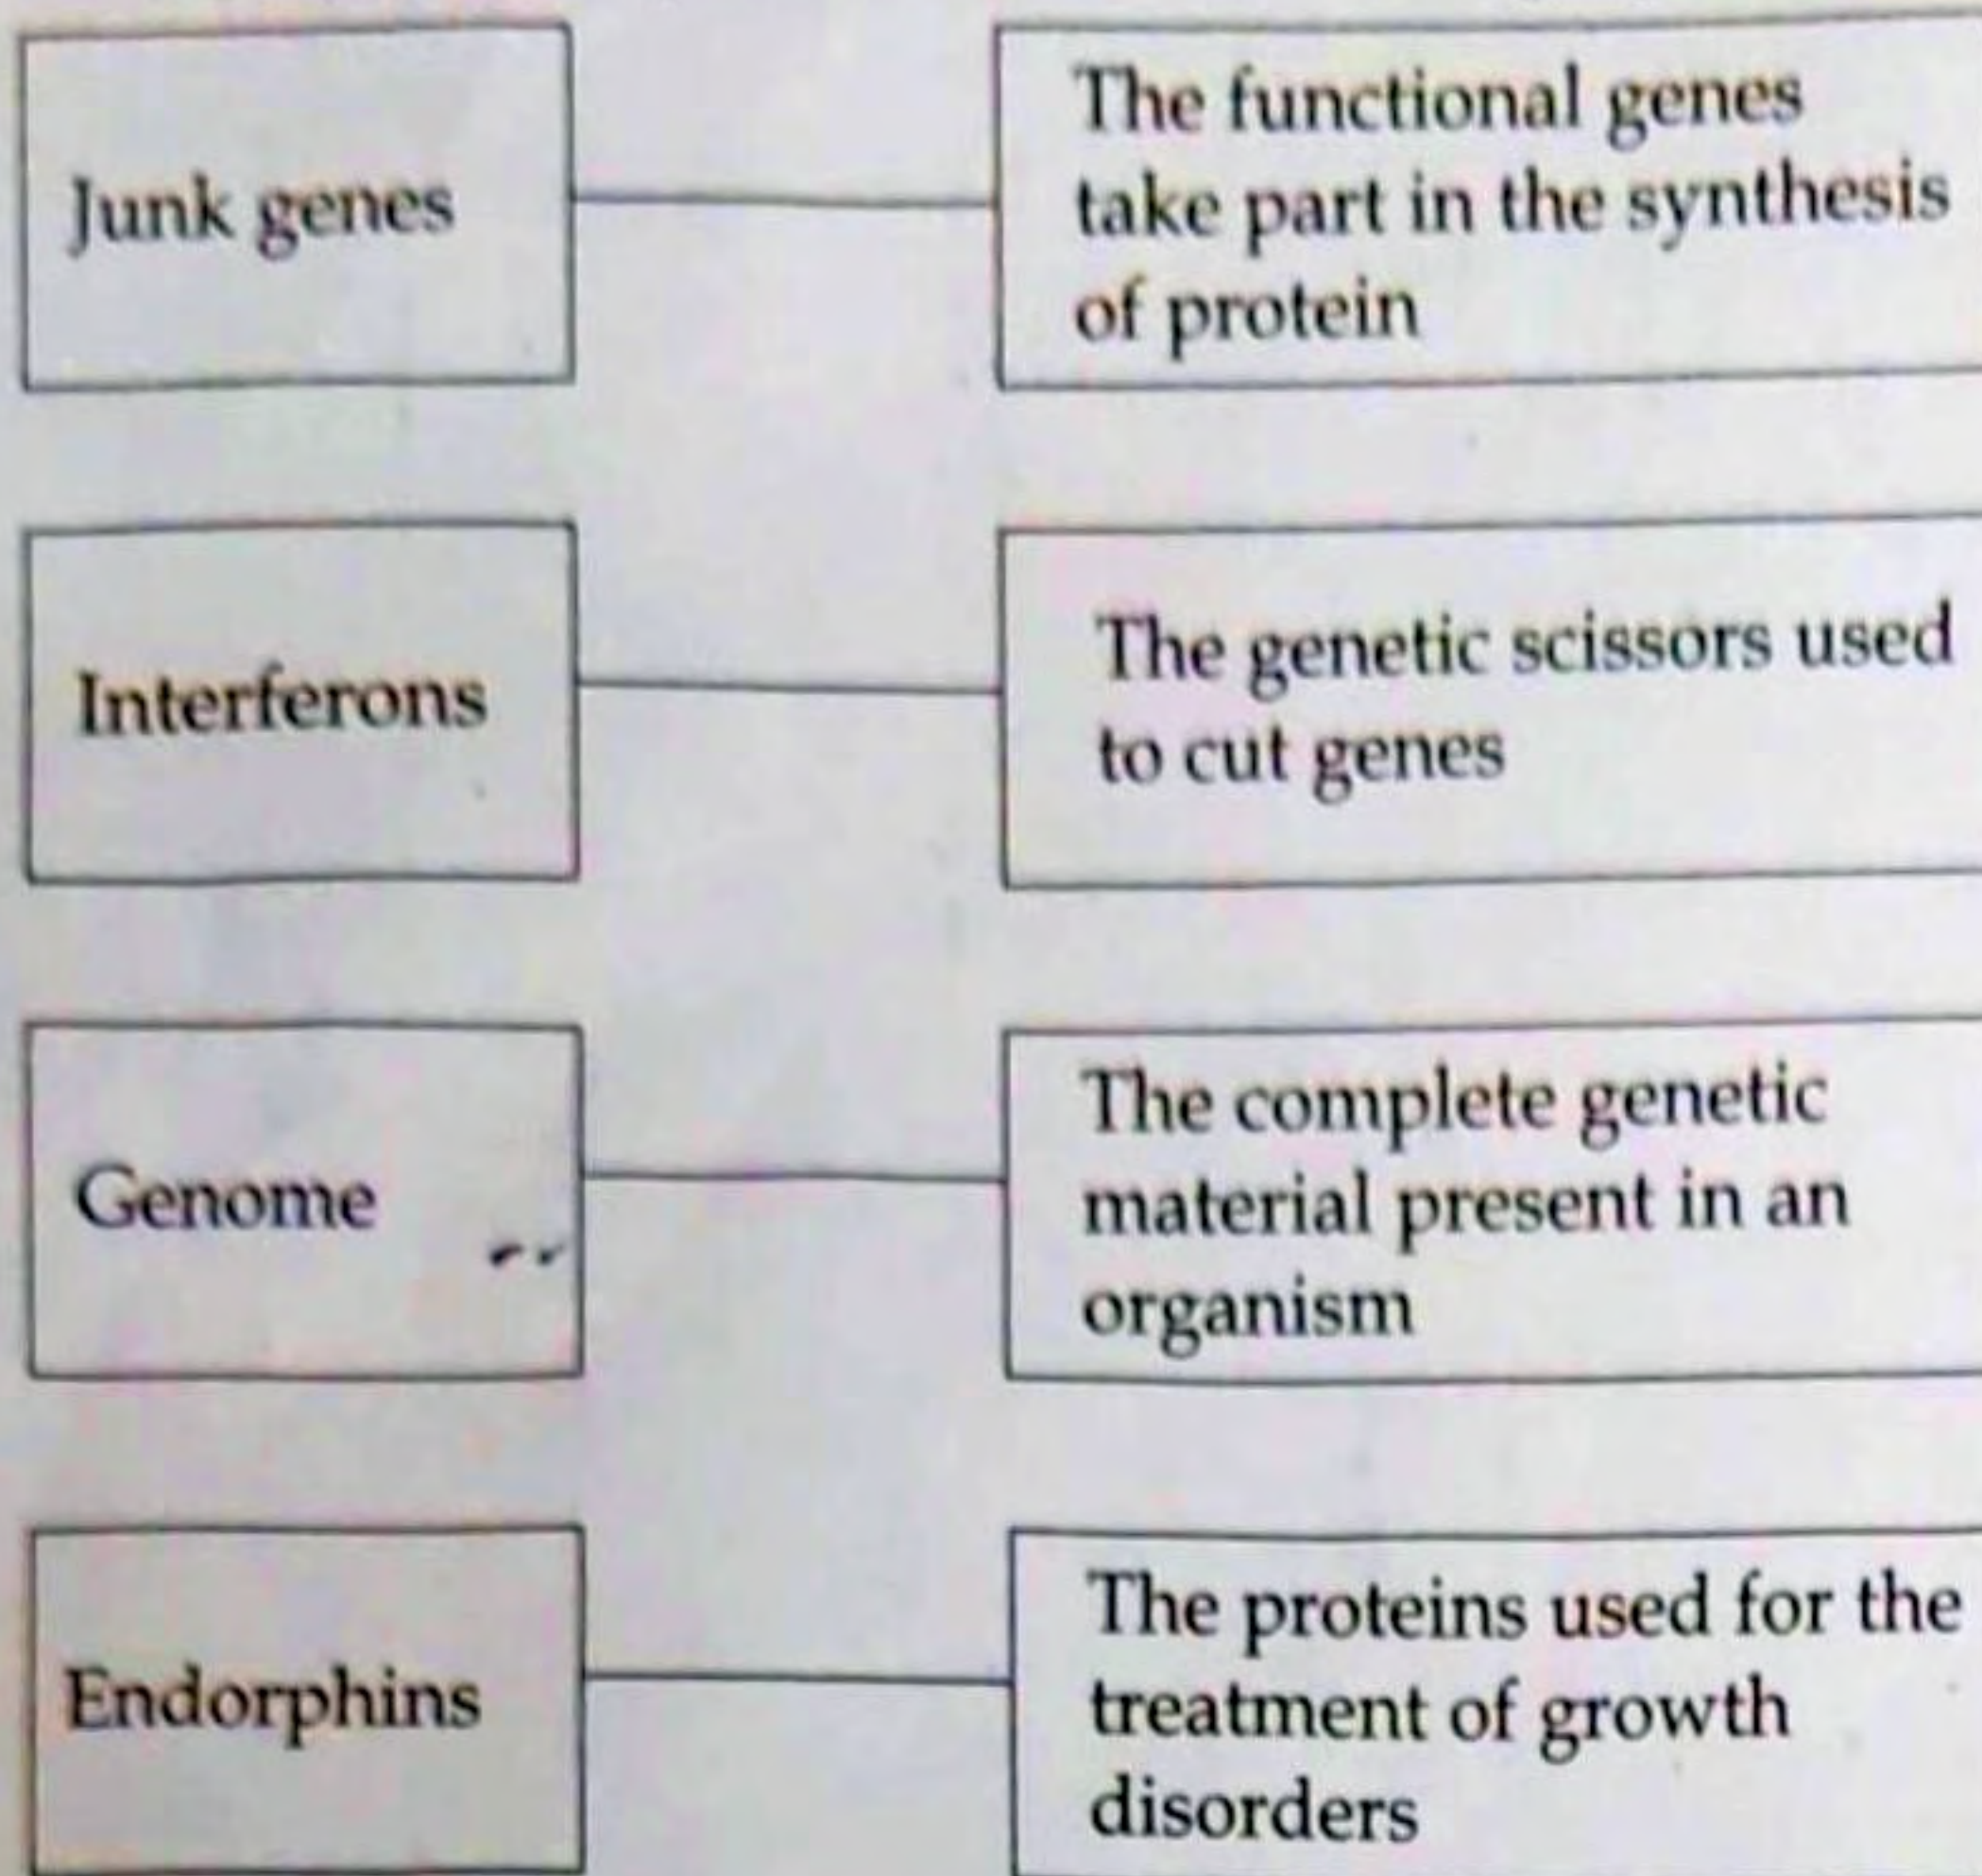 Junk genes
The functional genes
take part in the synthesis
of protein
Interferons
The genetic scissors used
to cut genes
Genome
The complete genetic
material present in an
organism
Endorphins
The proteins used for the
treatment of growth
disorders